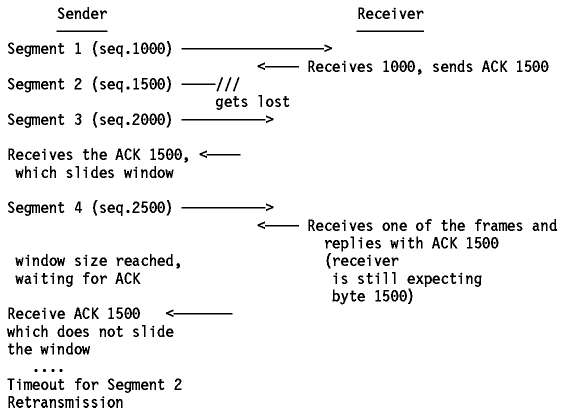 Sender Receiver
Segment 1 (seq.1000)
Receives 1000, sends ACK 1500
Segment 2 (seq.1500) ///
gets lost
Segment 3 (seq.2000)
Receives the ACK 1500,
which slides window
Segment 4 (seq.2500)
Receives one of the frames and
replies with ACK 1500
window size reached, (receiver
waiting for ACK is still expecting
byte 1500)
Receive ACK 1500
which does not slide
the window
....
Timeout for Segment 2
Retransmission